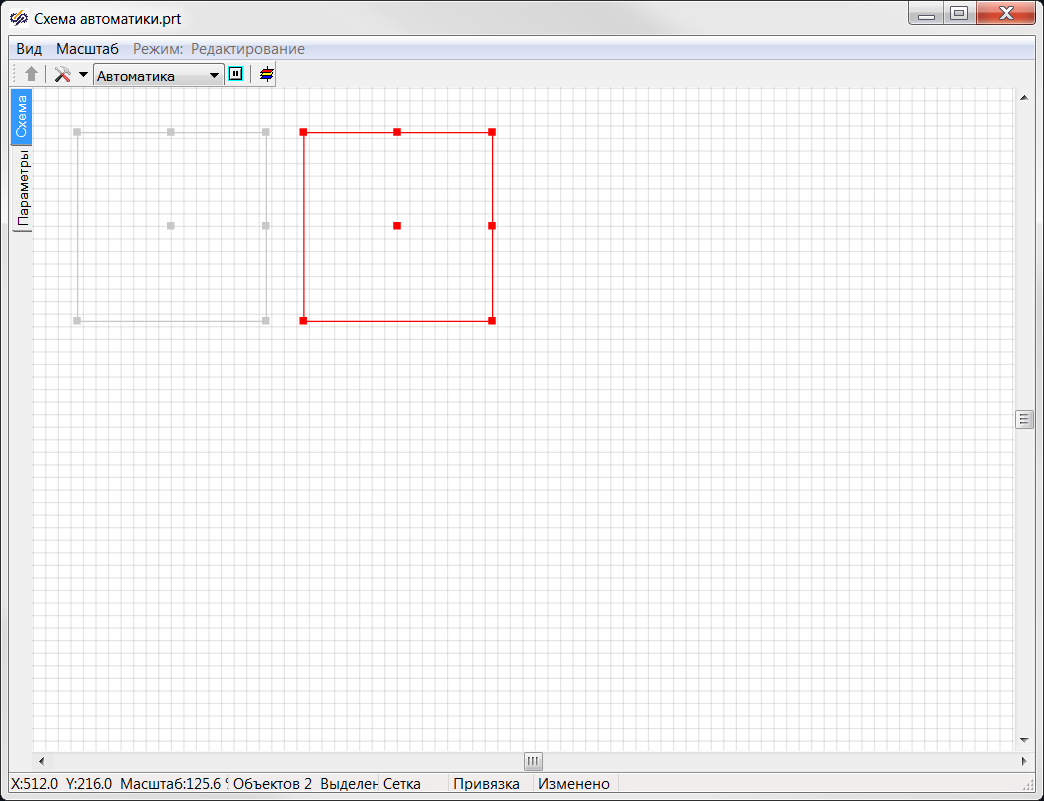 Схема автоматики.prt
Вид Масштаб Режим: Редактирование
Автоматика
Схема
Параметры
X:512.0 Y:216.0 Масштаб:125.6 Объектов 2 Выделен Сетка Привязка Изменено